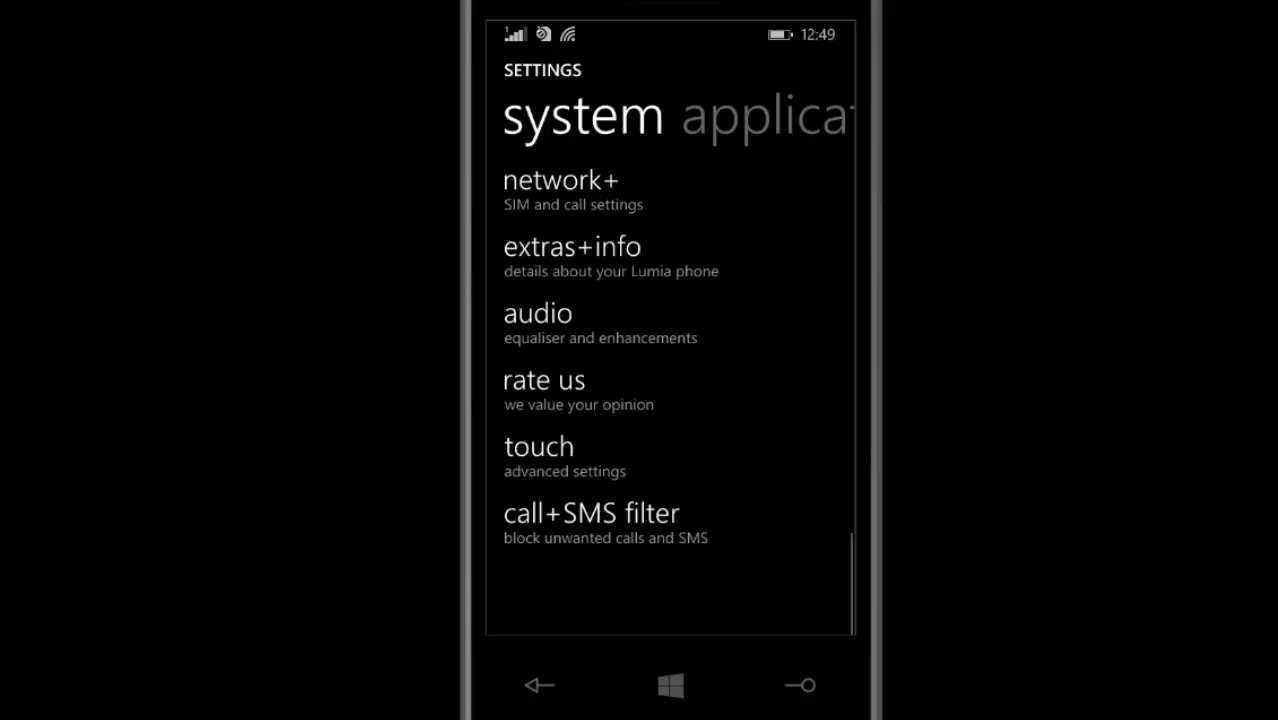 12:49
SETTINGS
system applica
network+
SIM and call settings
extras+info
details about your Lumia phone
audio
equaliser and enhancements
rate us
we value your opinion
touch
advanced settings
call+SMS filter
block unwanted calls and SMS